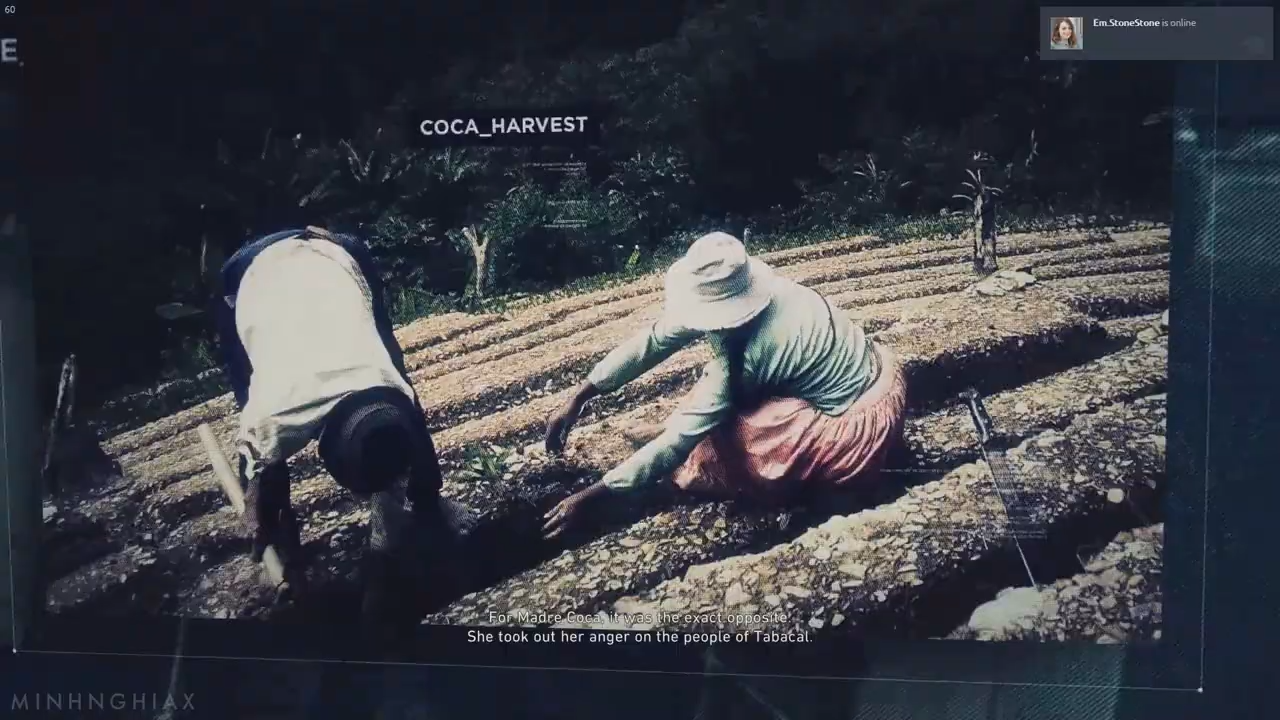 60
Em.StoneStone is online
E.
COCA_HARVEST
For Madre Coca, it was the exact opposite.
She took out her anger on the people of Tabacal.
MINHNGHIAX